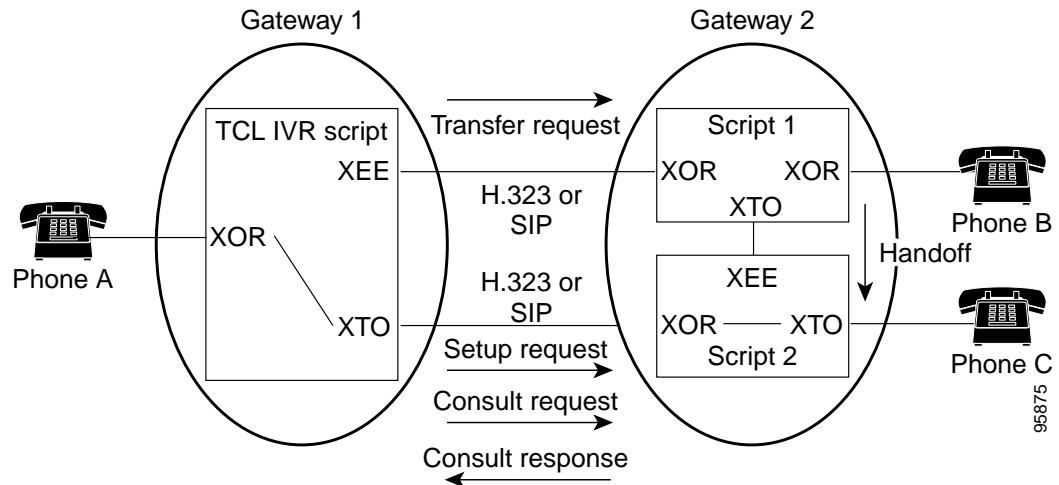 Gateway 1
Gateway 2
Transfer request
TCL IVR script
Script 1
XEE
XOR
XOR
H.323 or
SIP
XTO
Phone B
XOR
Handoff
Phone A
XEE
H.323 or
SIP
XTO
XOR
XTO
Setup request
Script 2
Phone C
Consult request
Consult response
95875